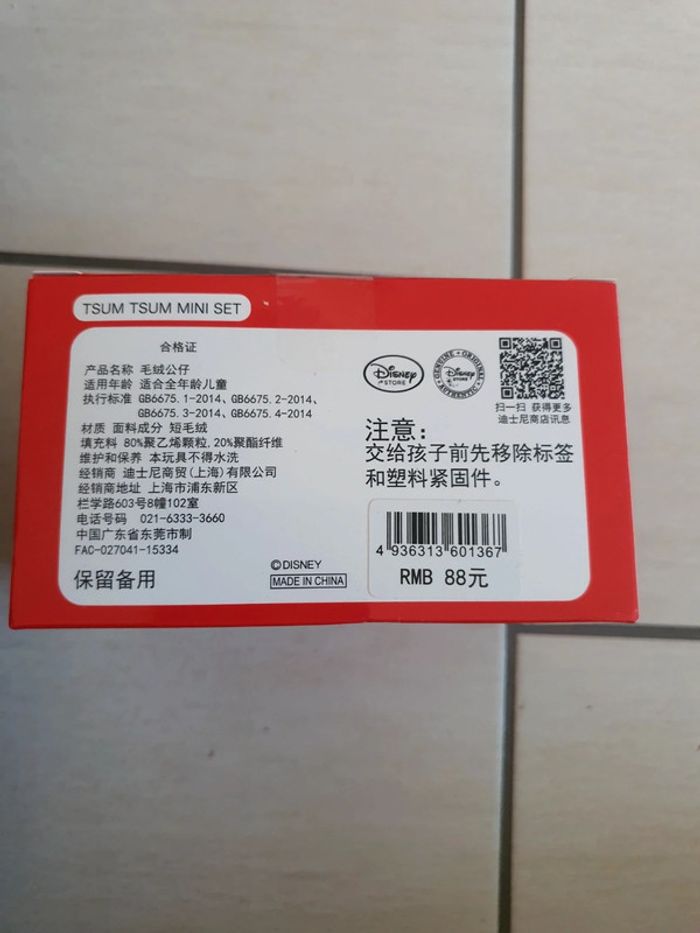 TSUM TSUM MINI SET
合格证
产品名称 毛绒公仔
适用年龄 适合全年龄儿童
执行标准 GB6675.1-2014、GB6675.2-2014、
GB6675.3-2014、GB6675.4-2014
材质 面料成分 短毛绒
填充料 80%聚乙烯颗粒, 20%聚酯纤维
维护和保养 本玩具不得水洗
经销商 迪士尼商贸(上海)有限公司
经销商地址 上海市浦东新区
栏学路603号8幢102室
电话号码 021-6333-3660
中国广东省东莞市制
FAC-027041-15334
保留备用
©DISNEY
MADE IN CHINA
Disney
STORE
GENUINE • ORIGINAL
Disney
STORE
AUTHENTIC
扫一扫 获得更多
迪士尼商店讯息
注意：
交给孩子前先移除标签
和塑料紧固件。
4 936313 601367
RMB 88元